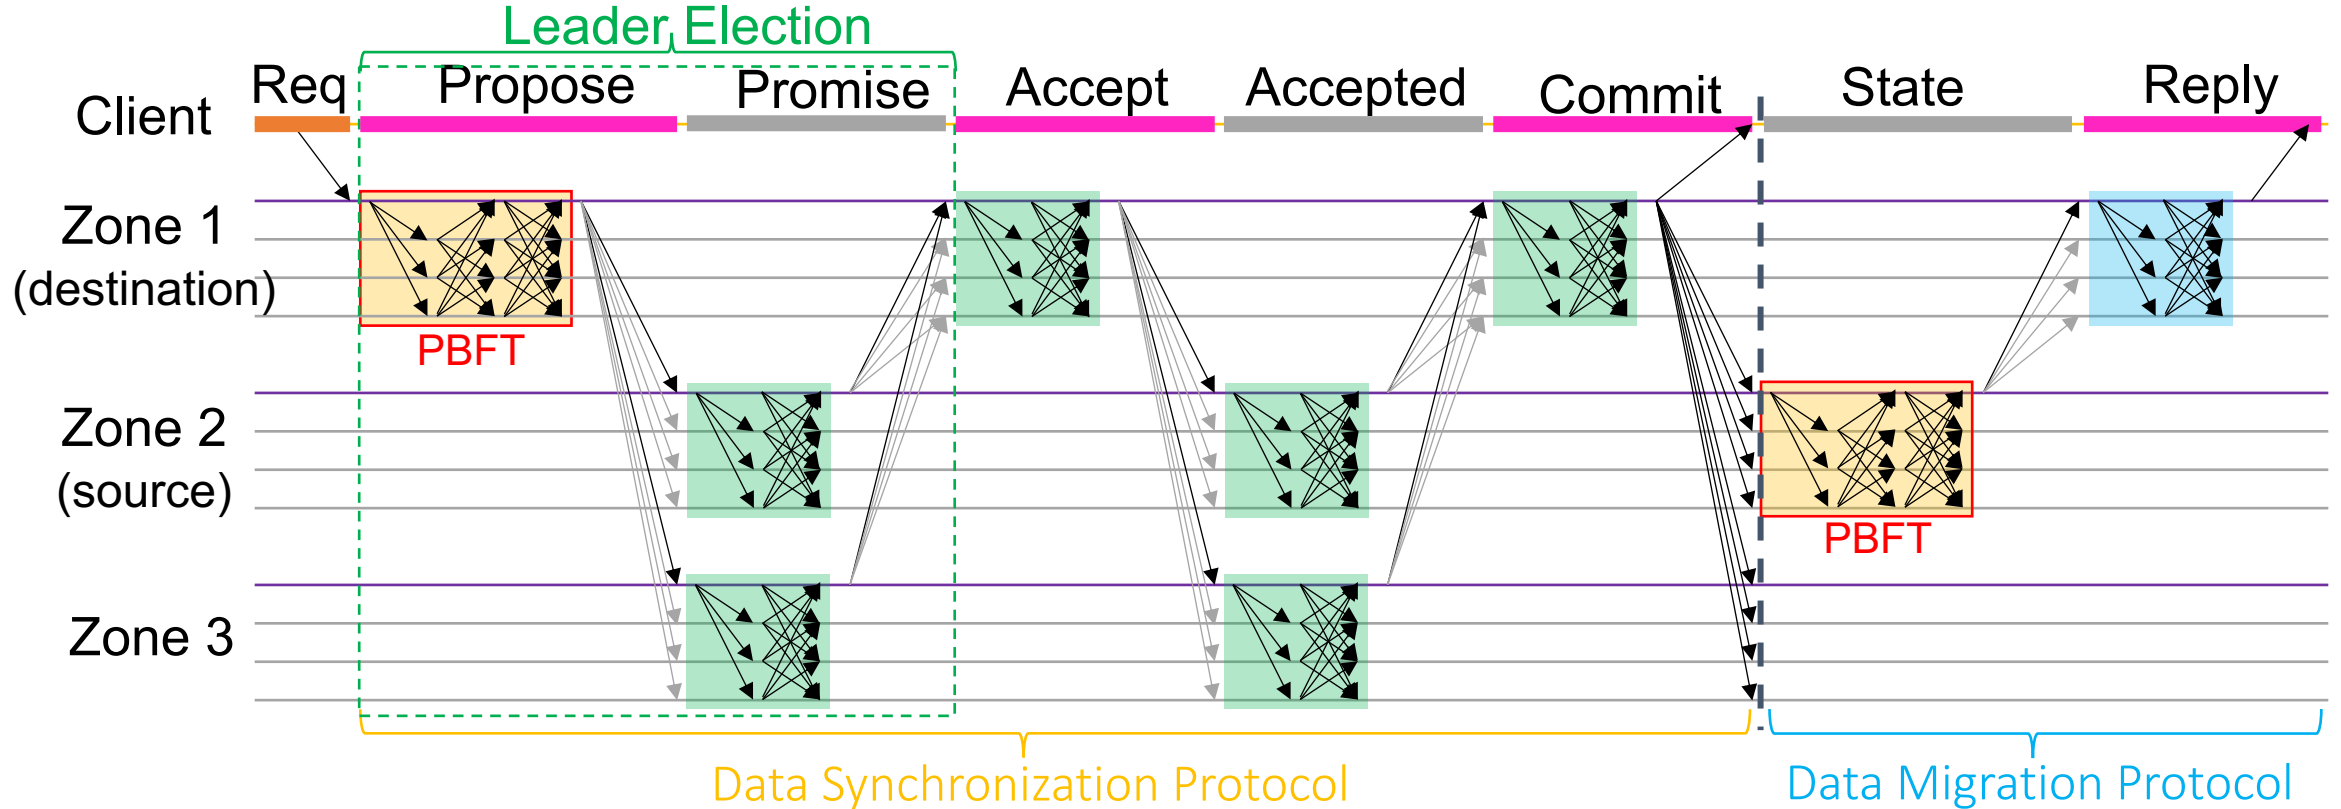 Leader Election
Req
Propose
Promise
Accept
Accepted
Commit
State
Reply
Client
Zone 1
(destination)
PBFT
Zone 2
(source)
PBFT
Zone 3
Data Synchronization Protocol
Data Migration Protocol